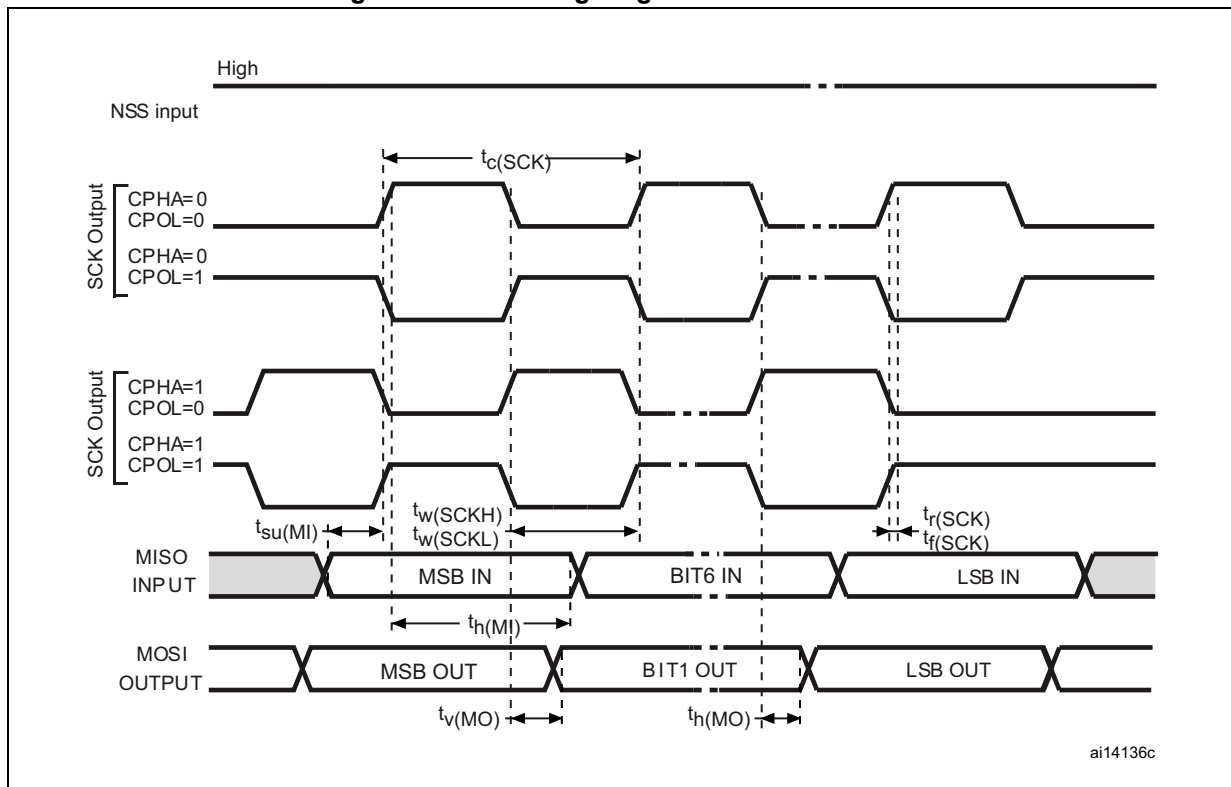 High
NSS input
tc(SCK)
SCK Output
CPHA=0
CPOL=0
CPHA=0
CPOL=1
SCK Output
CPHA=1
CPOL=0
CPHA=1
CPOL=1
tsu(MI)
tw(SCKH)
tw(SCKL)
tr(SCK)
tf(SCK)
MISO
INPUT
MSB IN
BIT6 IN
LSB IN
th(MI)
MOSI
OUTPUT
MSB OUT
BIT1 OUT
LSB OUT
tv(MO)
th(MO)
ai14136c